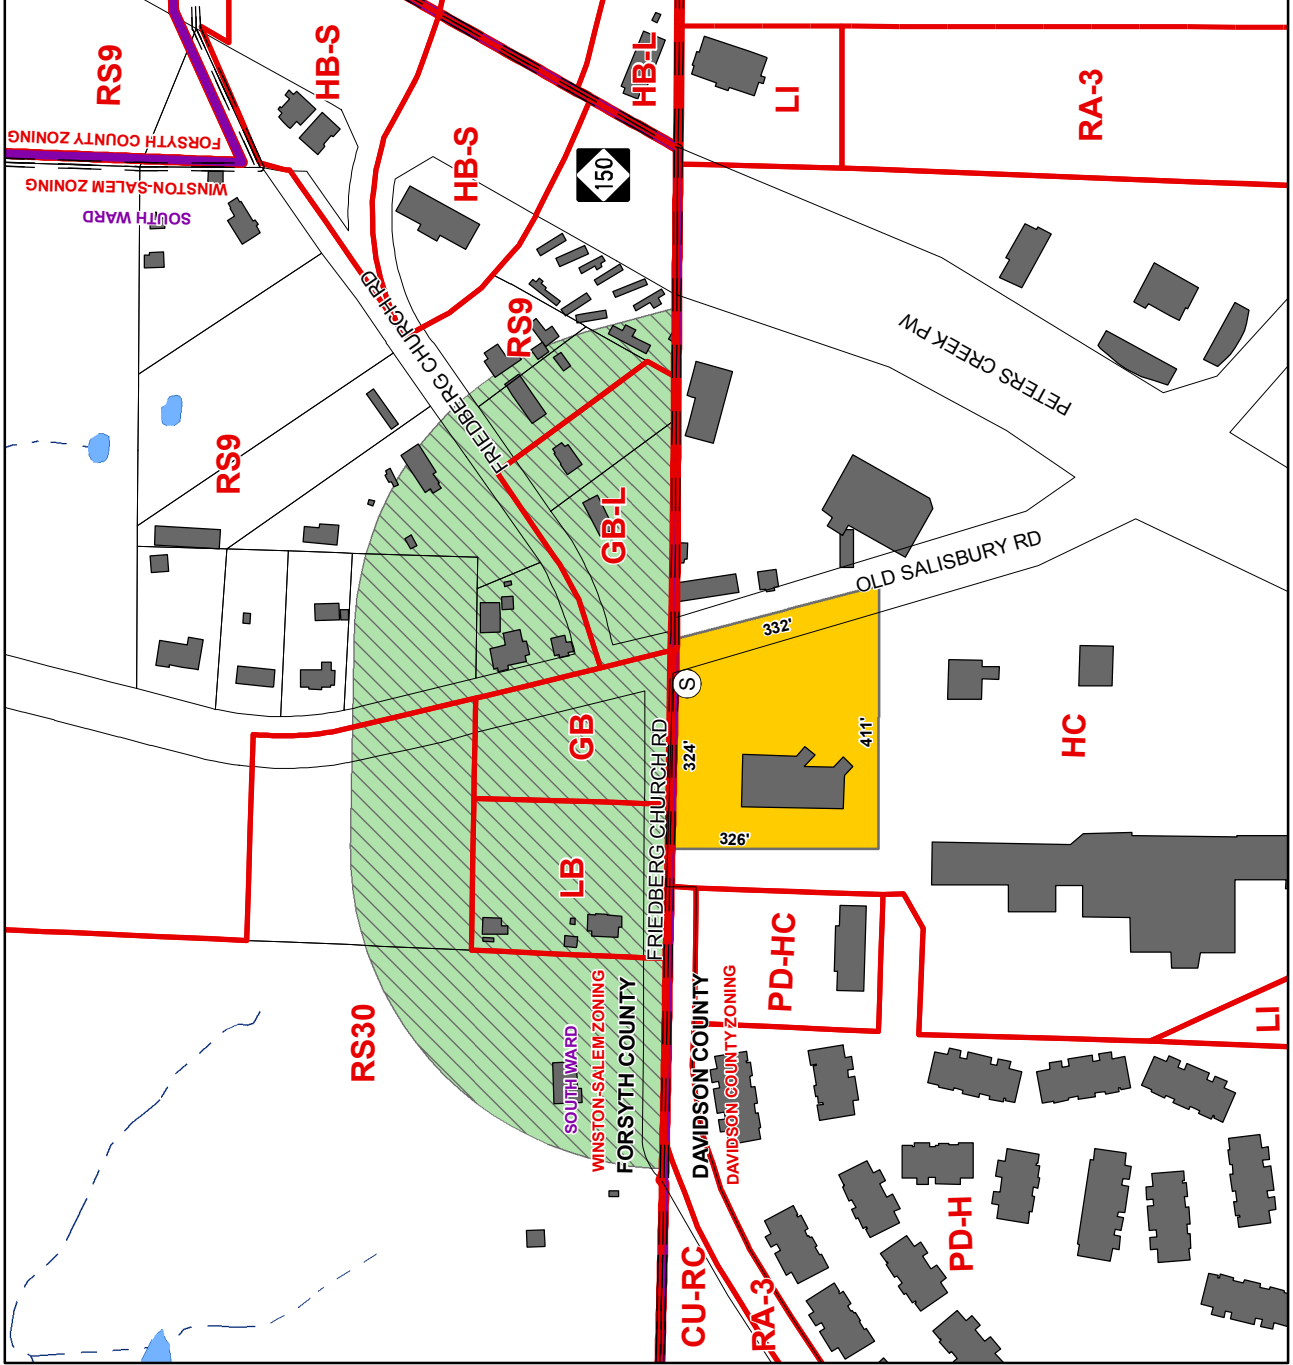 RS9
HB-S
HB-L
LI
RA-3
FORSYTH COUNTY ZONING
WINSTON-SALEM ZONING
SOUTH WARD
HB-S
150
FRIEDBERG CHURCH RD
RS9
PETERS CREEK PW
FRIEDBERG CHURCH RD
RS9
GB-L
OLD SALISBURY RD
332'
S
GB
FRIEDBERG CHURCH RD
324'
411'
HC
326'
LB
PD-HC
RS30
SOUTH WARD
WINSTON-SALEM ZONING
FORSYTH COUNTY
DAVIDSON COUNTY
DAVIDSON COUNTY ZONING
LI
PD-H
CU-RC
RA-3